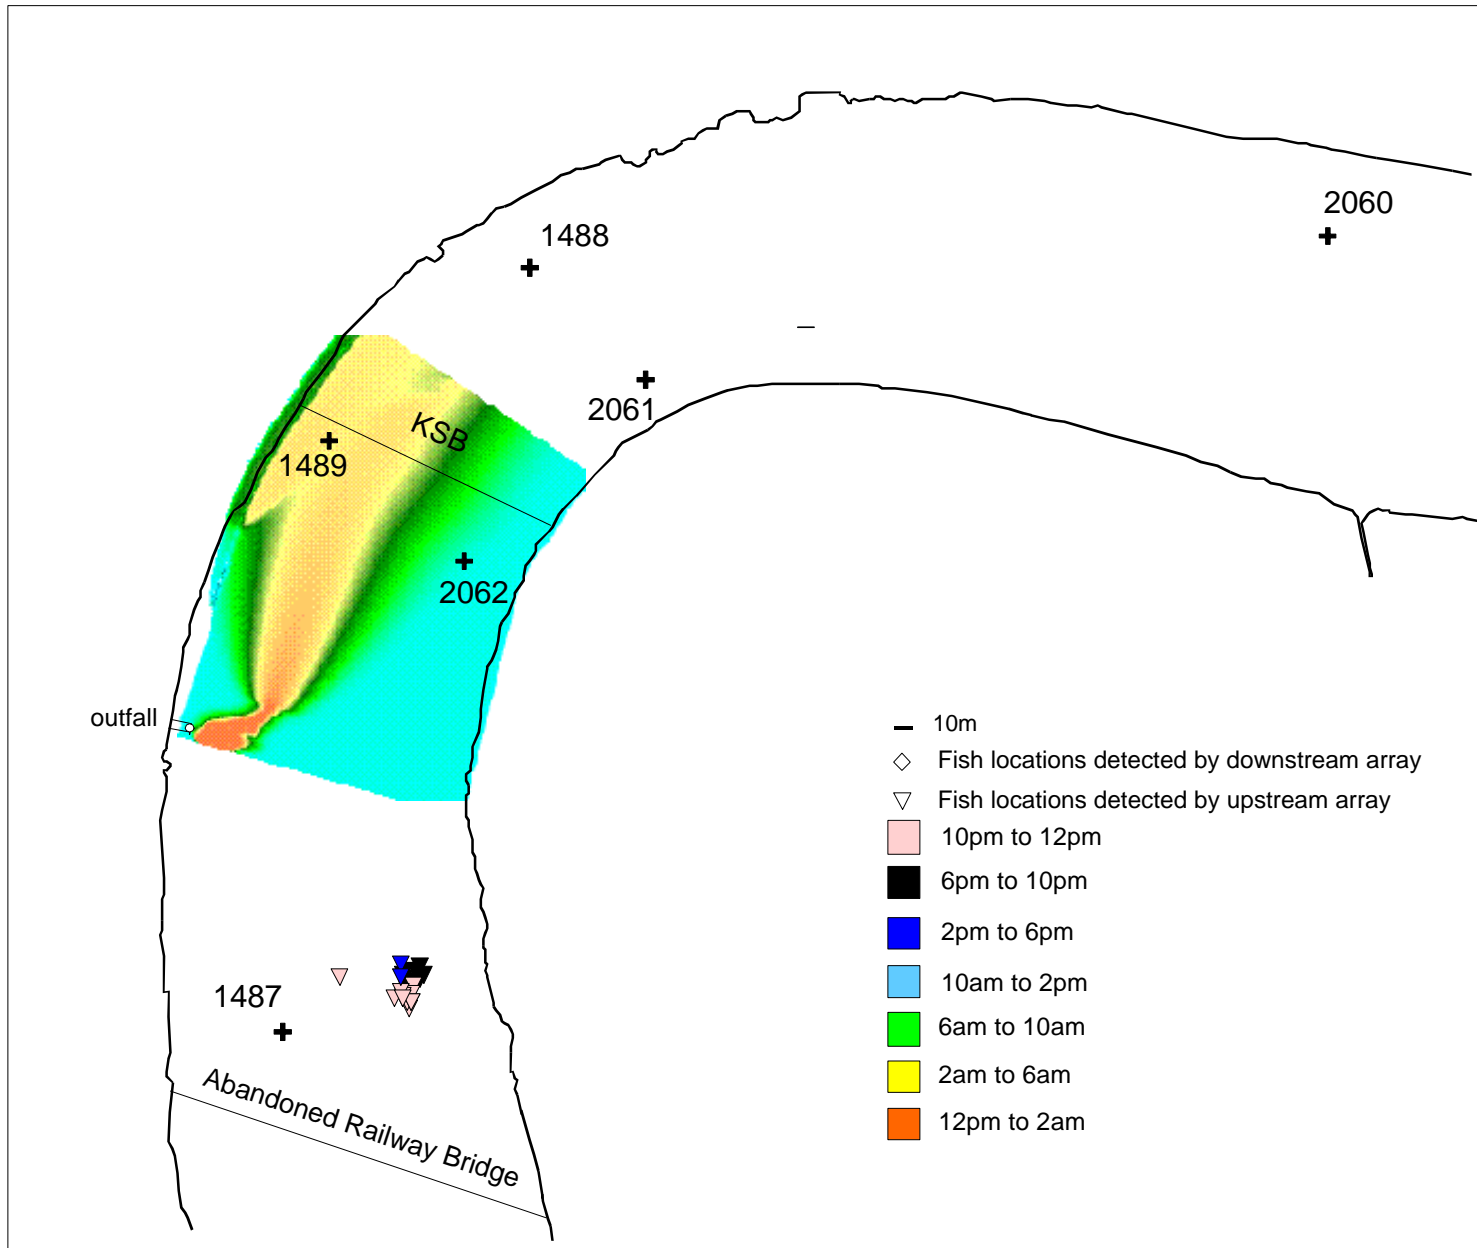 2060
1488
2061
KSB
1489
2062
outfall
10m
Fish locations detected by downstream array
Fish locations detected by upstream array
10pm to 12pm
6pm to 10pm
2pm to 6pm
10am to 2pm
6am to 10am
2am to 6am
12pm to 2am
1487
Abandoned Railway Bridge